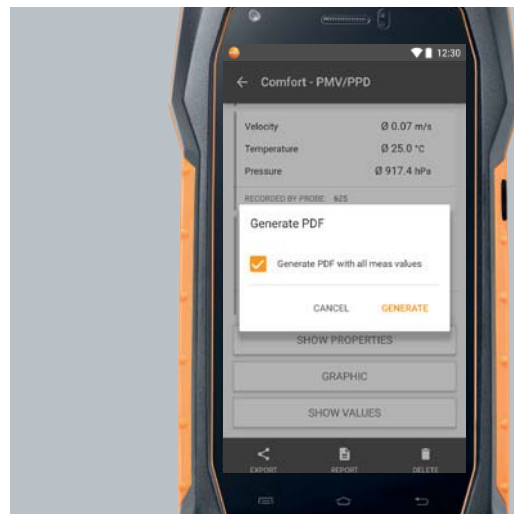 12:30
Comfort - PMV/PPD
Velocity Ø 0.07 m/s
Temperature Ø 25.0 °C
Pressure Ø 917.4 hPa
RECORDED BY PROBE 625
Generate PDF
Generate PDF with all meas values
CANCEL GENERATE
SHOW PROPERTIES
GRAPHIC
SHOW VALUES
EXPORT REPORT DELETE